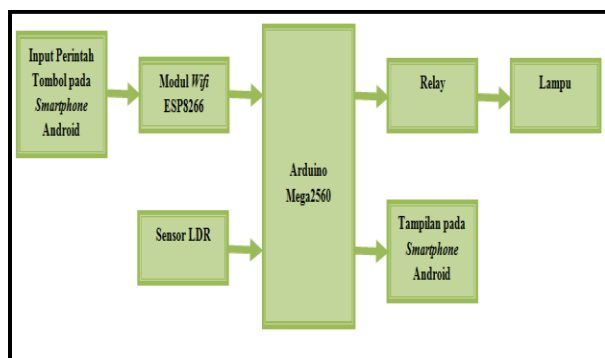 Input Perintah
Tombol pada
Smartphone
Android
Modul Wifi
ESP8266
Arduino
Mega2560
Relay
Lampu
Sensor LDR
Tampilan pada
Smartphone
Android